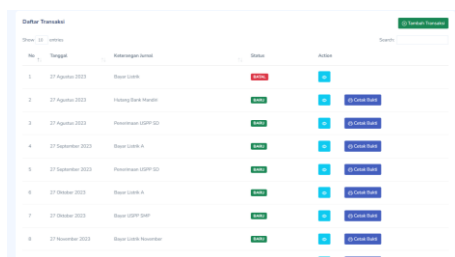 Daftar Transaksi
Tambah Transaksi
Show 10 entries
Search:
No Tanggal Keterangan Jurnal Status Action
1 27 Agustus 2023 Bayar Listrik BATAL
2 27 Agustus 2023 Hutang Bank Mandiri BARU Cetak Bukti
3 27 Agustus 2023 Penerimaan USPP SD BARU Cetak Bukti
4 27 September 2023 Bayar Listrik A BARU Cetak Bukti
5 27 September 2023 Penerimaan USPP SD BARU Cetak Bukti
6 27 Oktober 2023 Bayar Listrik A BARU Cetak Bukti
7 27 Oktober 2023 Bayar USPP SMP BARU Cetak Bukti
8 27 November 2023 Bayar Listrik November BARU Cetak Bukti